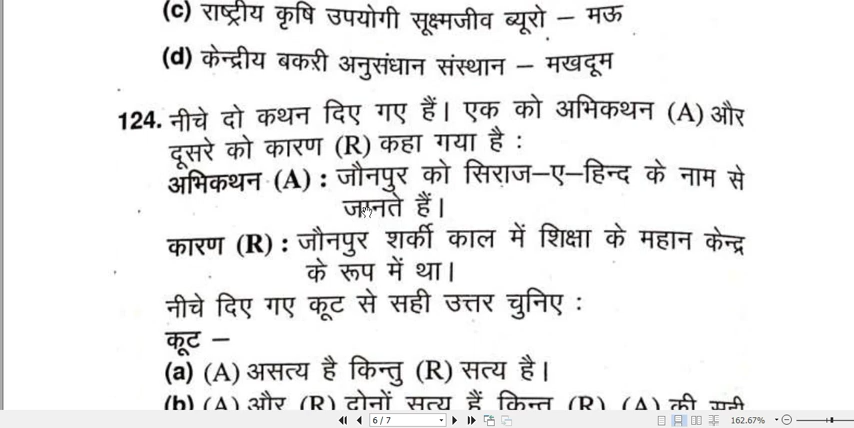 (c) राष्ट्रीय कृषि उपयोगी सूक्ष्मजीव ब्यूरो – मऊ
(d) केन्द्रीय बकरी अनुसंधान संस्थान – मखदूम
124. नीचे दो कथन दिए गए हैं। एक को अभिकथन (A) और
दूसरे को कारण (R) कहा गया है :
अभिकथन (A) : जौनपुर को सिराज–ए–हिन्द के नाम से
जानते हैं।
कारण (R) : जौनपुर शर्की काल में शिक्षा के महान केन्द्र
के रूप में था।
नीचे दिए गए कूट से सही उत्तर चुनिए :
कूट –
(a) (A) असत्य है किन्तु (R) सत्य है।
(b) (A) और (R) दोनों सत्य हैं किन्तु (R), (A) की सही
6 / 7
162.67%